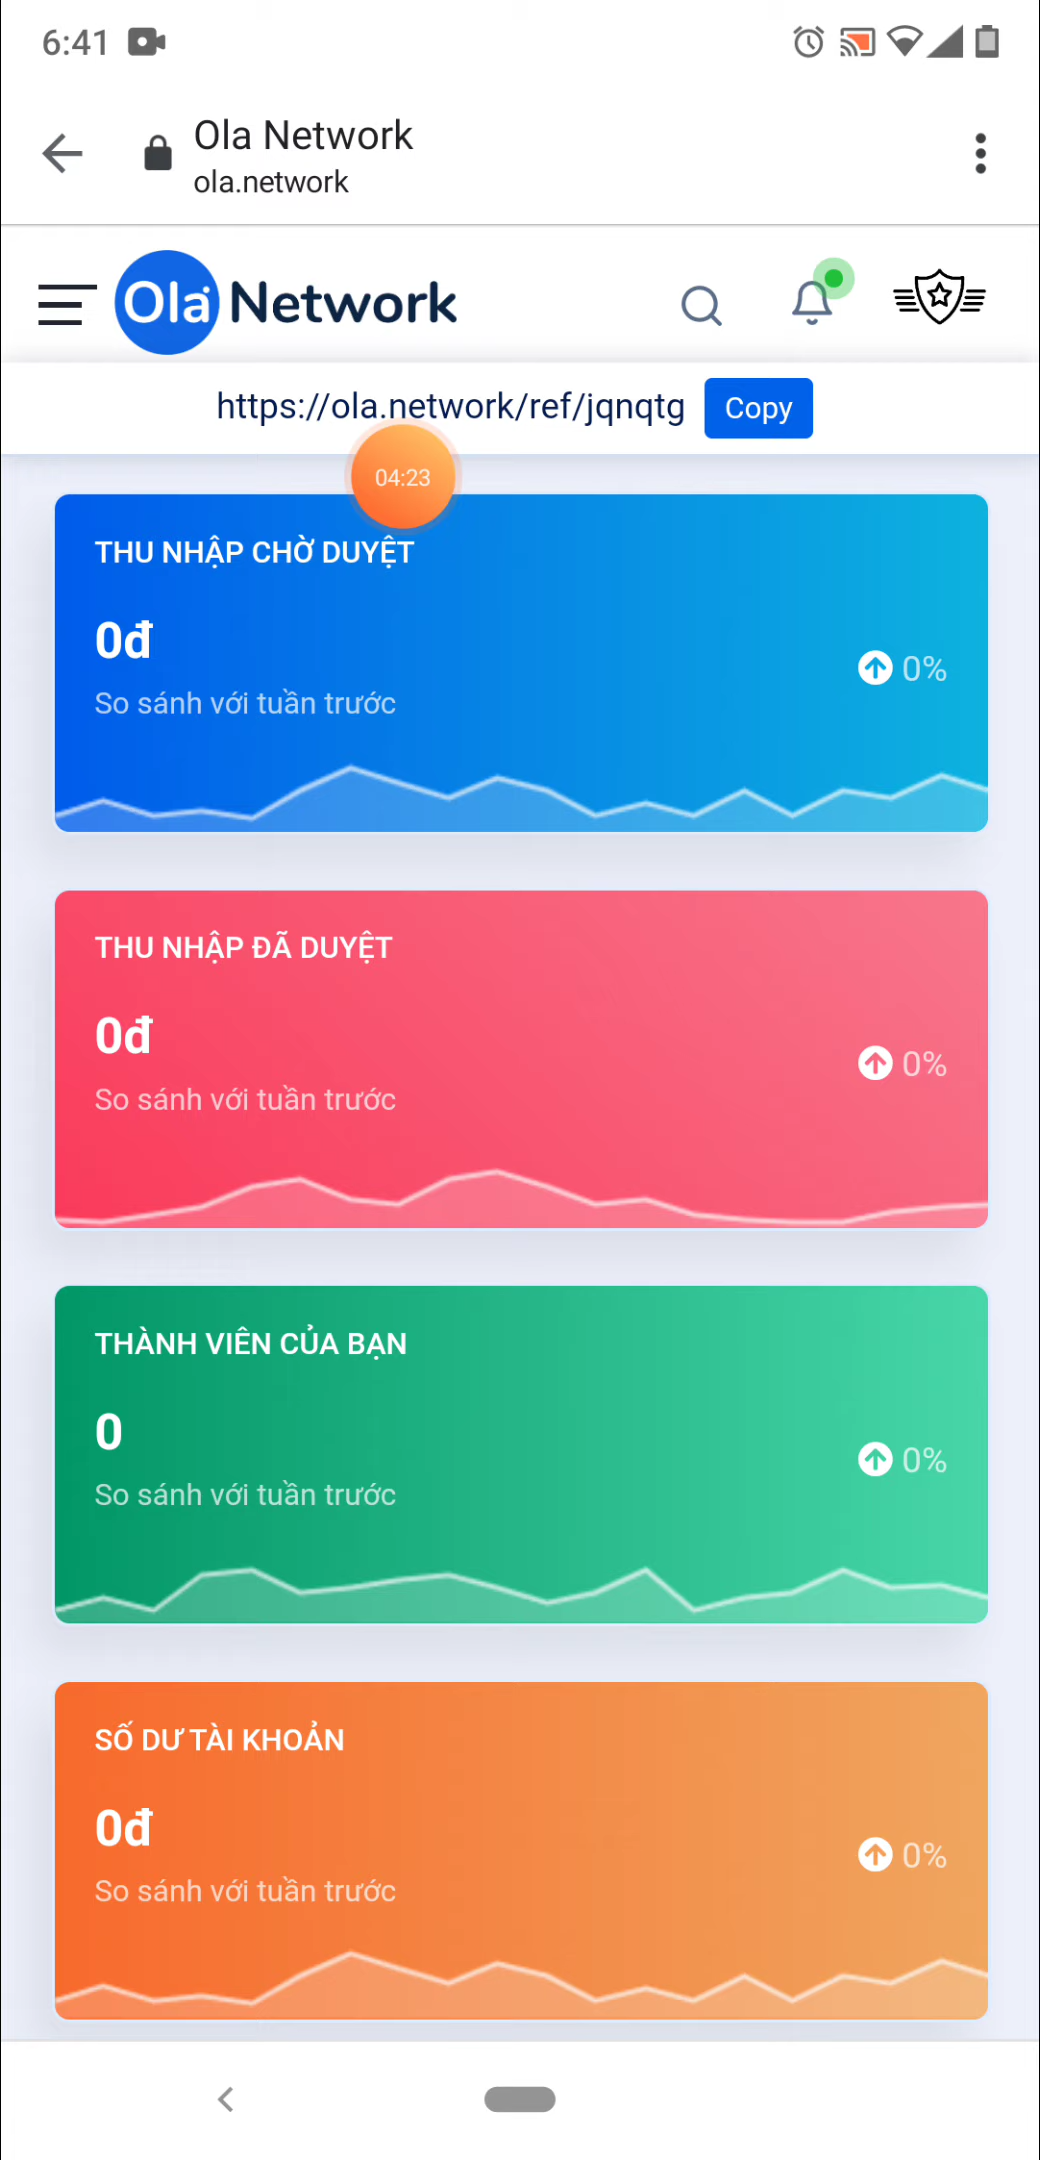 6:41
Ola Network
ola.network
Ola Network
https://ola.network/ref/jqnqtg Copy
04:23
THU NHẬP CHỜ DUYỆT
0đ
0%
So sánh với tuần trước
THU NHẬP ĐÃ DUYỆT
0đ
0%
So sánh với tuần trước
THÀNH VIÊN CỦA BẠN
0
0%
So sánh với tuần trước
SỐ DƯ TÀI KHOẢN
0đ
0%
So sánh với tuần trước